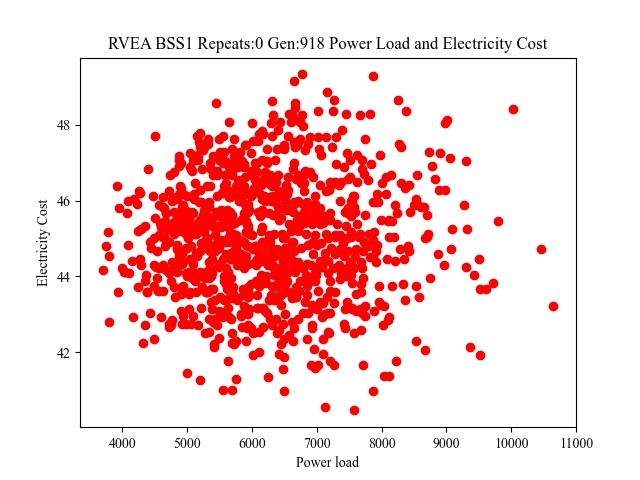 RVEA BSS1 Repeats:0 Gen:918 Power Load and Electricity Cost
48
46
44
42
Electricity Cost
4000 5000 6000 7000 8000 9000 10000 11000
Power load